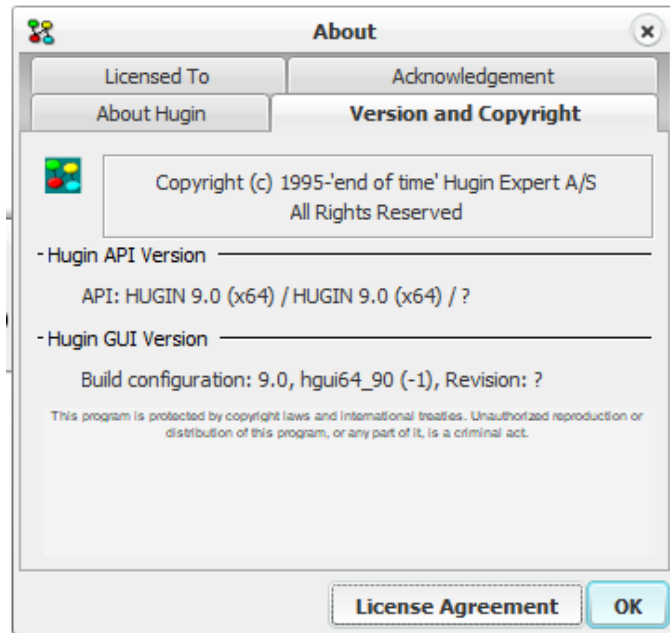 About
Licensed To
Acknowledgement
About Hugin
Version and Copyright
Copyright (c) 1995-'end of time' Hugin Expert A/S
All Rights Reserved
Hugin API Version
API: HUGIN 9.0 (x64) / HUGIN 9.0 (x64) / ?
Hugin GUI Version
Build configuration: 9.0, hgui64_90 (-1), Revision: ?
This program is protected by copyright laws and international treaties. Unauthorized reproduction or
distribution of this program, or any part of it, is a criminal act.
License Agreement
OK